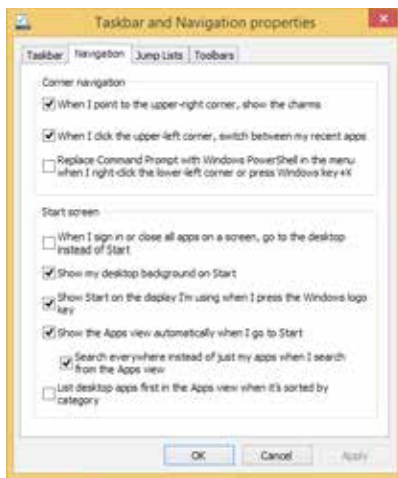 Taskbar and Navigation properties
Taskbar Navigation Jump Lists Toolbars
Corner navigation
When I point to the upper-right corner, show the charms
When I click the upper-left corner, switch between my recent apps
Replace Command Prompt with Windows PowerShell in the menu
when I right-click the lower-left corner or press Windows key+X
Start screen
When I sign in or close all apps on a screen, go to the desktop
instead of Start
Show my desktop background on Start
Show Start on the display I'm using when I press the Windows logo
key
Show the Apps view automatically when I go to Start
Search everywhere instead of just my apps when I search
from the Apps view
List desktop apps first in the Apps view when it's sorted by
category
OK Cancel Apply